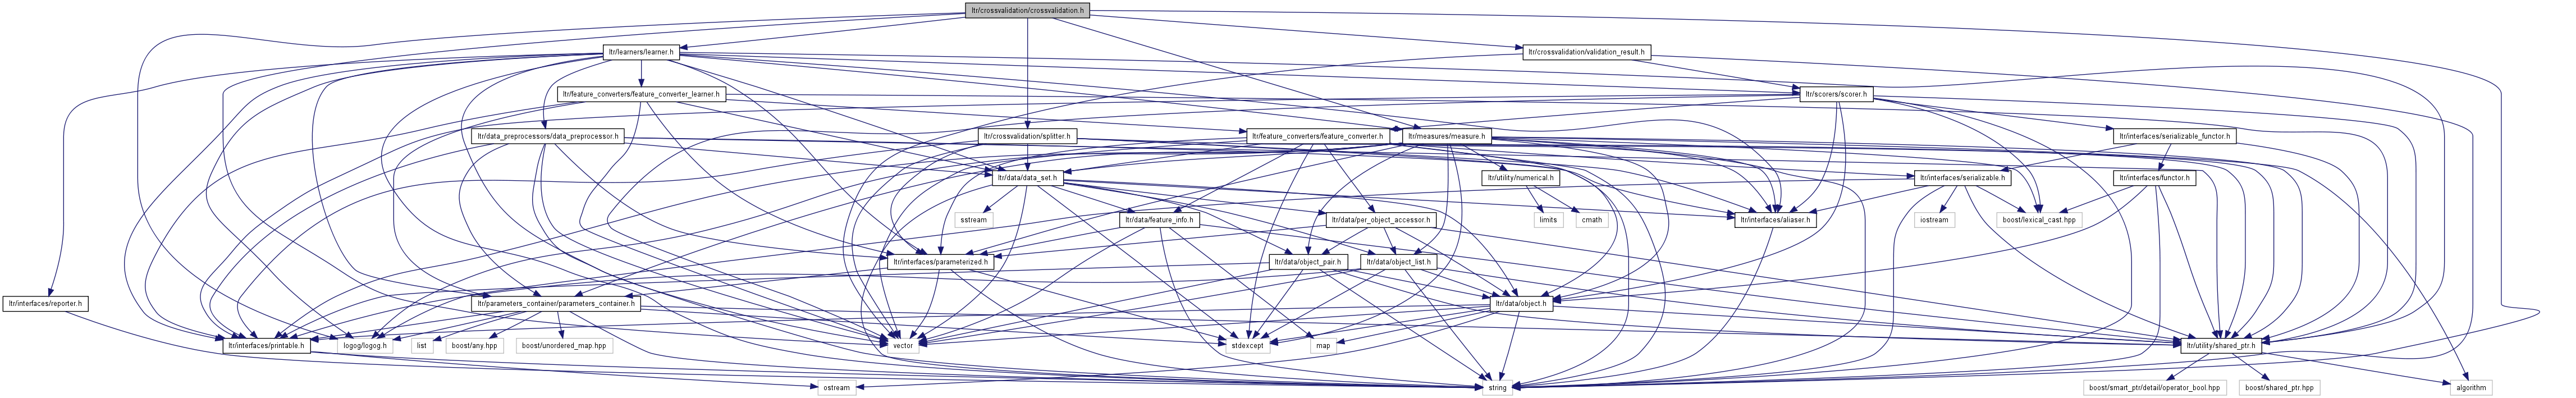 ltr/crossvalidation/crossvalidation.h
ltr/learners/learner.h
ltr/crossvalidation/validation_result.h
ltr/feature_converters/feature_converter_learner.h
ltr/scorers/scorer.h
ltr/data_preprocessors/data_preprocessor.h
ltr/crossvalidation/splitter.h
ltr/feature_converters/feature_converter.h
ltr/measures/measure.h
ltr/interfaces/serializable_functor.h
ltr/data/data_set.h
ltr/utility/numerical.h
ltr/interfaces/serializable.h
ltr/interfaces/functor.h
sstream
ltr/data/feature_info.h
ltr/data/per_object_accessor.h
limits
cmath
ltr/interfaces/aliaser.h
iostream
boost/lexical_cast.hpp
ltr/interfaces/parameterized.h
ltr/data/object_pair.h
ltr/data/object_list.h
ltr/interfaces/reporter.h
ltr/parameters_container/parameters_container.h
ltr/data/object.h
ltr/interfaces/printable.h
logog/logog.h
list
boost/any.hpp
boost/unordered_map.hpp
vector
stdexcept
map
ltr/utility/shared_ptr.h
ostream
string
boost/smart_ptr/detail/operator_bool.hpp
boost/shared_ptr.hpp
algorithm